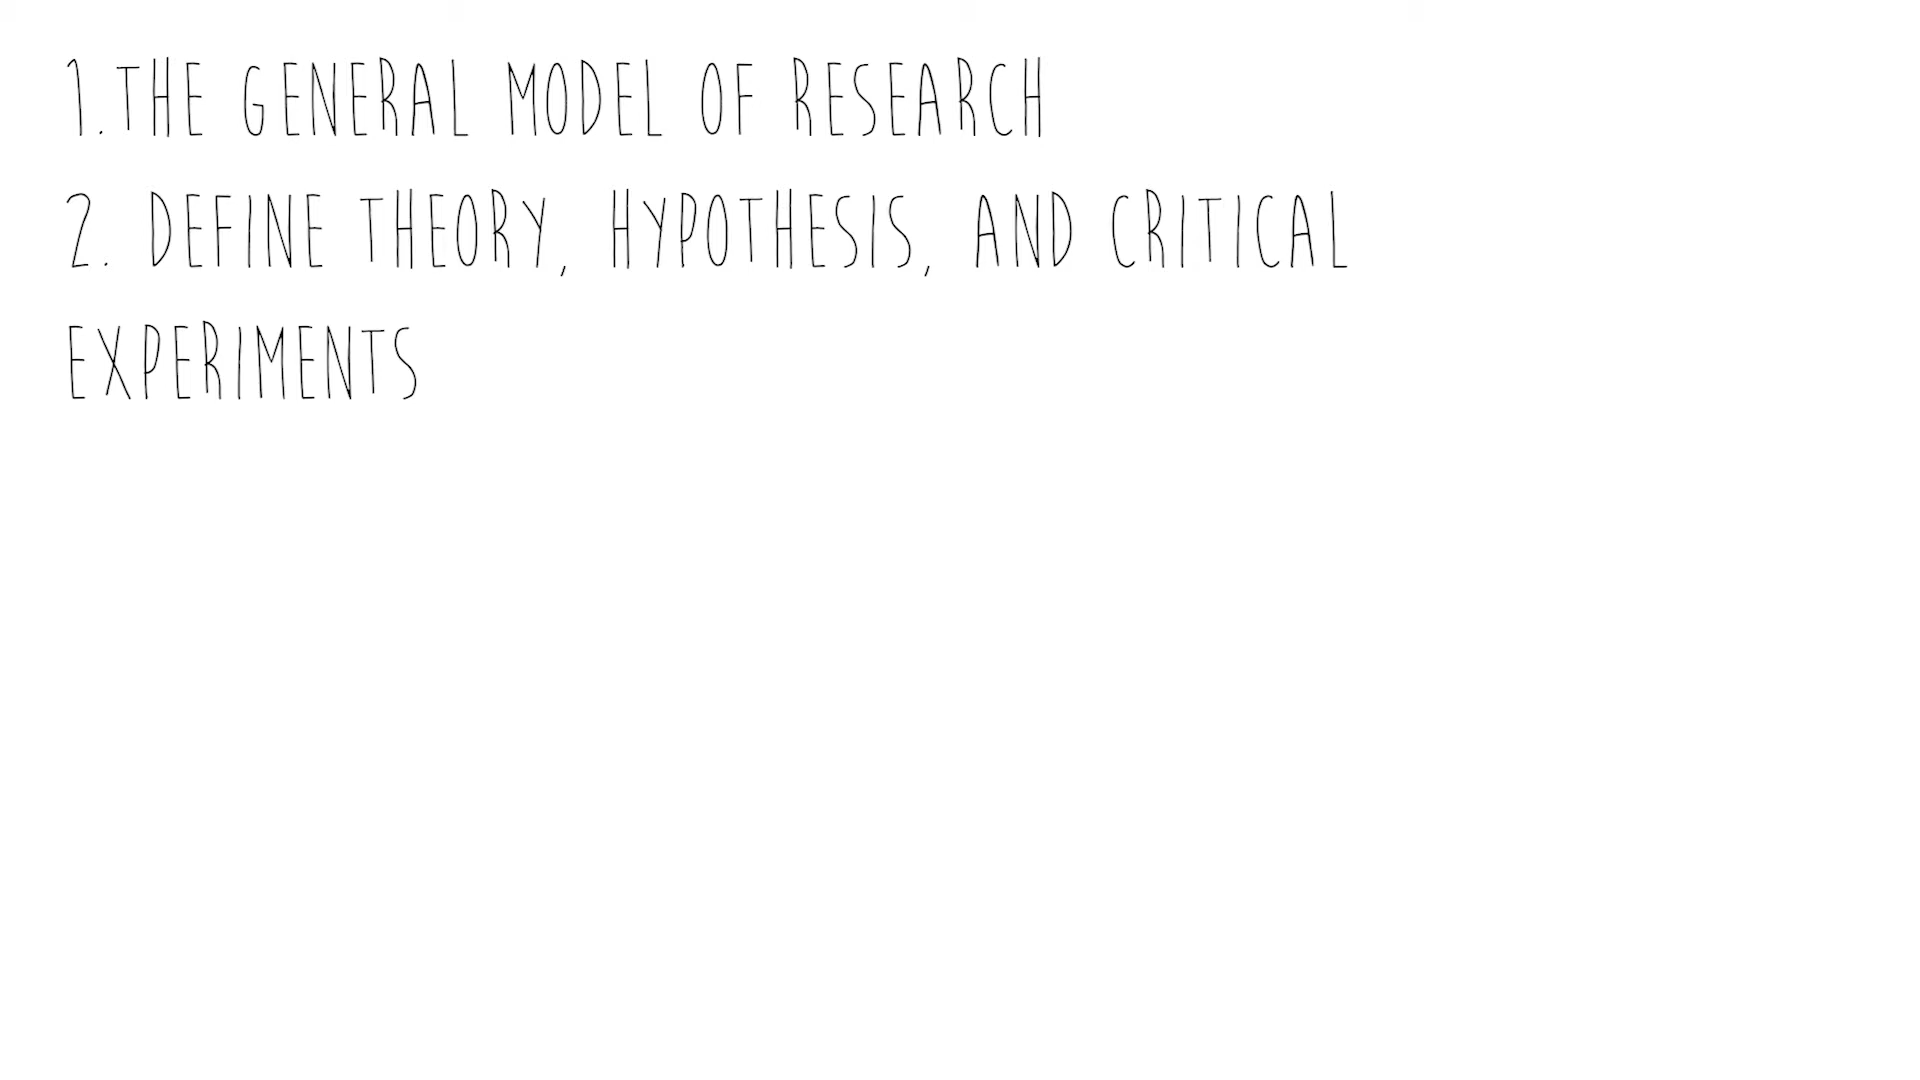 1.THE GENERAL MODEL OF RESEARCH
2. DEFINE THEORY, HYPOTHESIS, AND CRITICAL
EXPERIMENTS